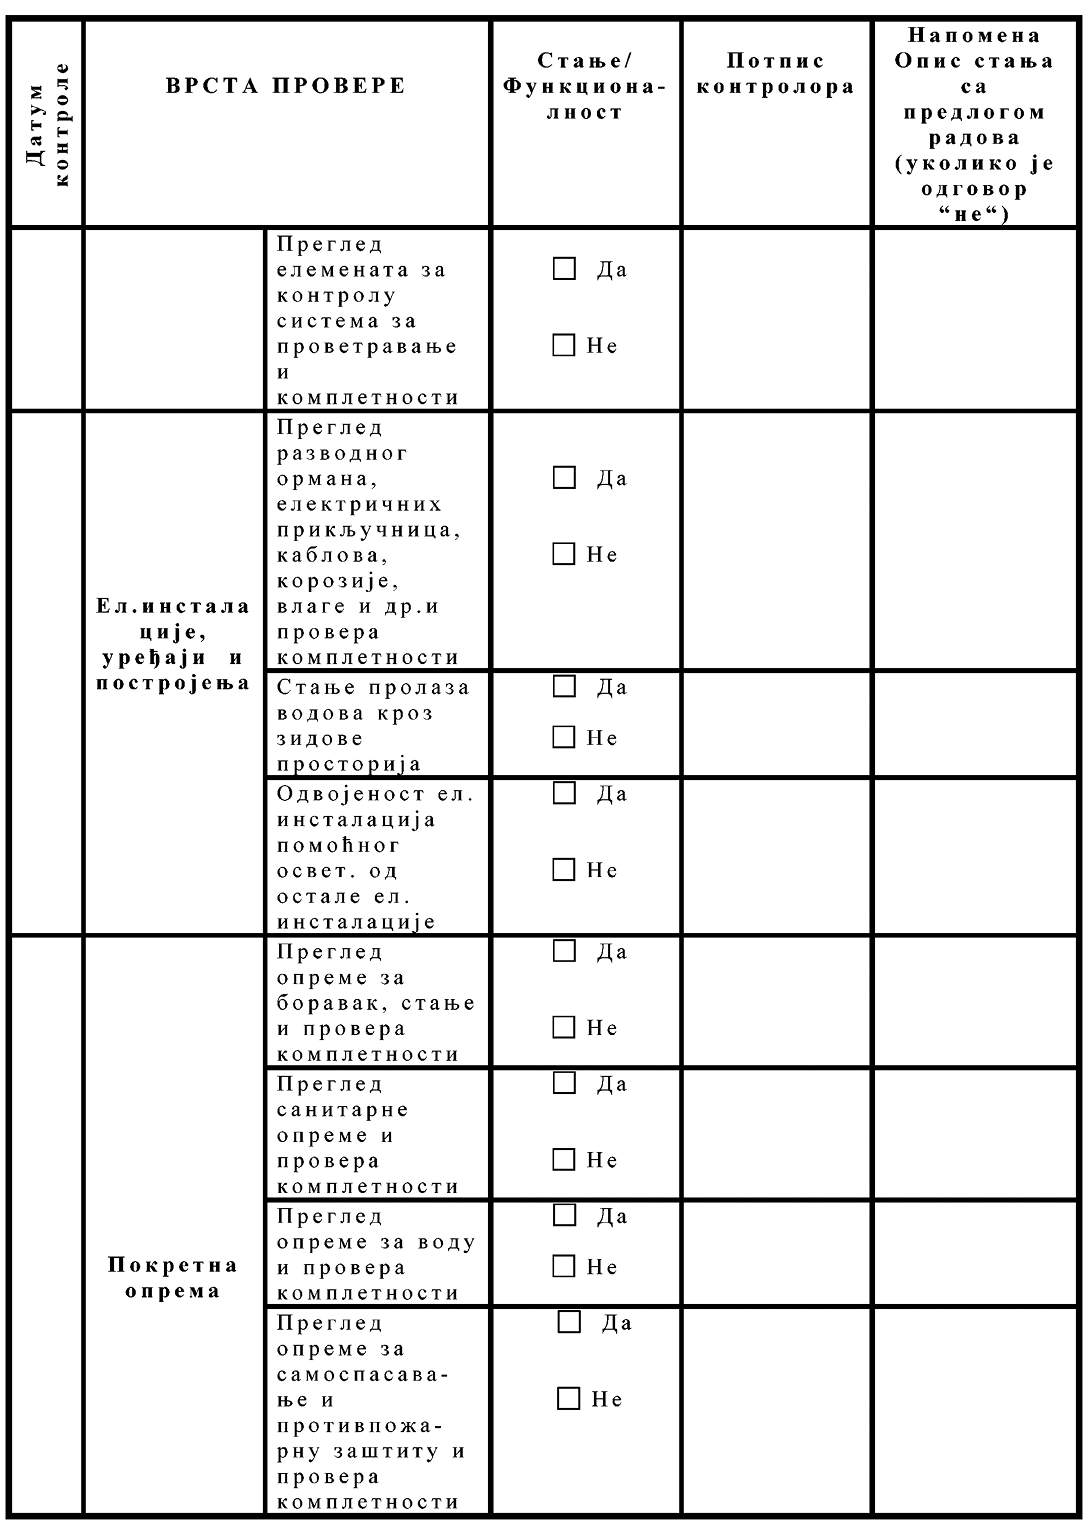 Датум
контроле
ВРСТА ПРОВЕРЕ
Стање/
Функциона-
лност
Потпис
контролора
Напомена
Опис стања
са
предлогом
радова
(уколико је
одговор
“не“)
Преглед
елемената за
контролу
система за
проветравање
и
комплетности
Да
Не
Ел.инстала
ције,
уређаји и
постројења
Преглед
разводног
ормана,
електричних
прикључница,
каблова,
корозије,
влаге и др.и
провера
комплетности
Да
Не
Стање пролаза
водова кроз
зидове
просторија
Да
Не
Одвојеност ел.
инсталација
помоћног
освет. од
остале ел.
инсталације
Да
Не
Покретна
опрема
Преглед
опреме за
боравак, стање
и провера
комплетности
Да
Не
Преглед
санитарне
опреме и
провера
комплетности
Да
Не
Преглед
опреме за воду
и провера
комплетности
Да
Не
Преглед
опреме за
самоспасава-
ње и
противпожа-
рну заштиту и
провера
комплетности
Да
Не